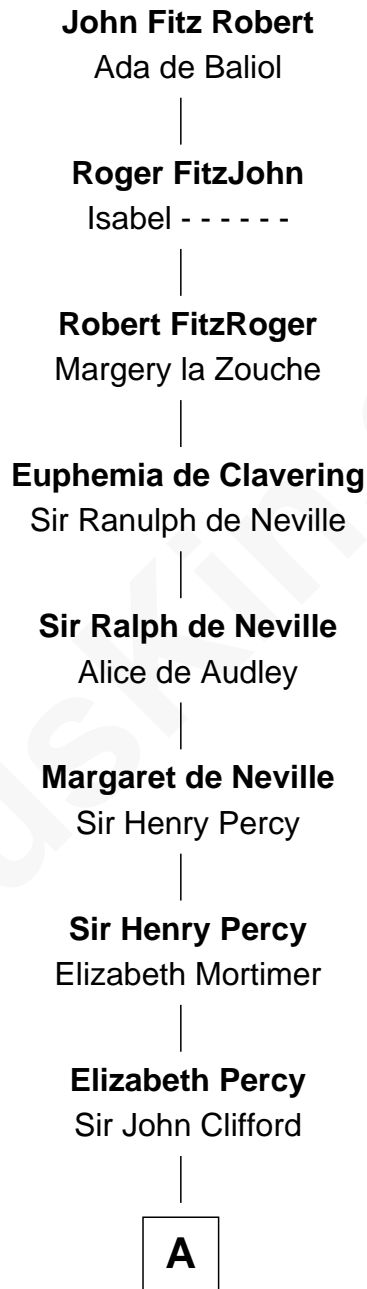 John Fitz Robert
Ada de Baliol
Roger FitzJohn
Isabel - - - - - -
Robert FitzRoger
Margery la Zouche
Euphemia de Clavering
Sir Ranulph de Neville
Sir Ralph de Neville
Alice de Audley
Margaret de Neville
Sir Henry Percy
Sir Henry Percy
Elizabeth Mortimer
Elizabeth Percy
Sir John Clifford
A